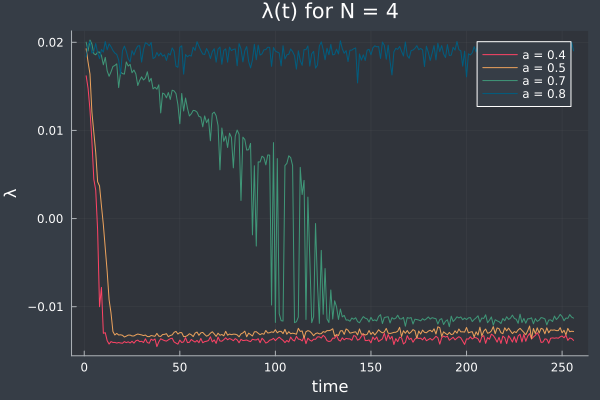 λ(t) for N = 4
0.02
0.01
0.00
−0.01
λ
a = 0.4
a = 0.5
a = 0.7
a = 0.8
0 50 100 150 200 250
time